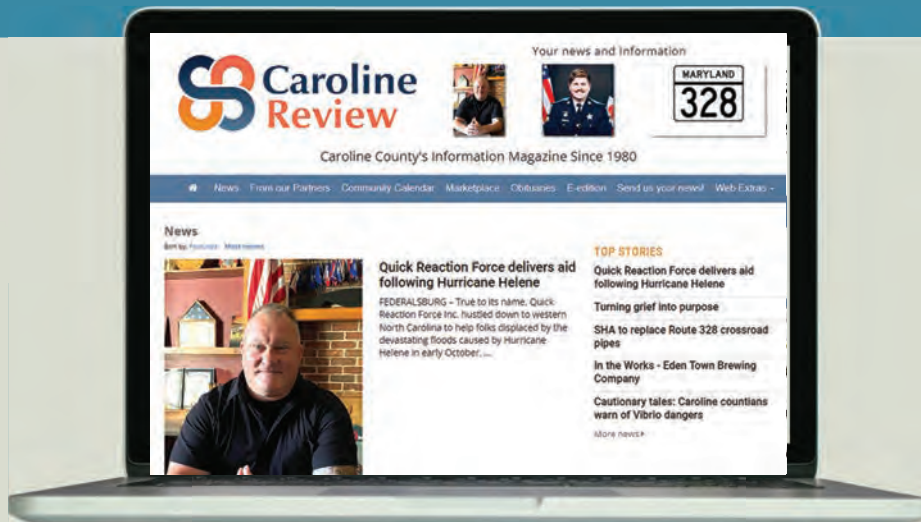 Your news and Information
Caroline
Review
MARYLAND
328
Caroline County's Information Magazine Since 1980
News From our Partners Community Calendar Marketplace Obituaries E-edition Send us your news! Web Extras
News
Sort by: Featured Most recent
TOP STORIES
Quick Reaction Force delivers aid
following Hurricane Helene
FEDERALSBURG – True to its name, Quick
Reaction Force Inc. hustled down to western
North Carolina to help folks displaced by the
devastating floods caused by Hurricane
Helene in early October. ...
Quick Reaction Force delivers aid
following Hurricane Helene
Turning grief into purpose
SHA to replace Route 328 crossroad
pipes
In the Works - Eden Town Brewing
Company
Cautionary tales: Caroline countians
warn of Vibrio dangers
More news